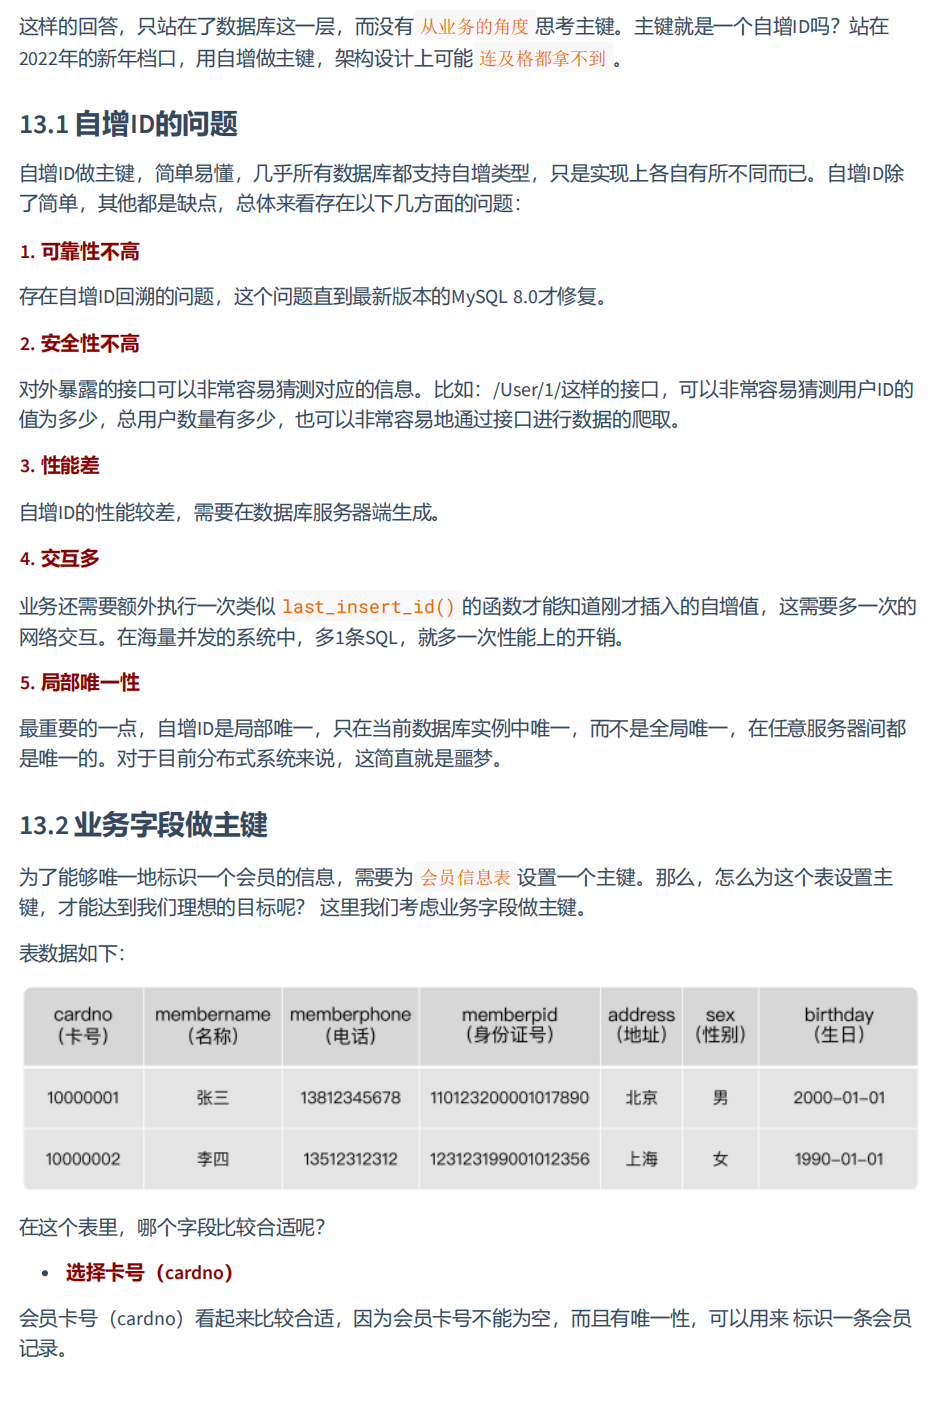 这样的回答，只站在了数据库这一层，而没有 从业务的角度 思考主键。主键就是一个自增ID吗？站在
2022年的新年档口，用自增做主键，架构设计上可能 连及格都拿不到 。
13.1 自增ID的问题
自增ID做主键，简单易懂，几乎所有数据库都支持自增类型，只是实现上各自有所不同而已。自增ID除
了简单，其他都是缺点，总体来看存在以下几方面的问题：
1. 可靠性不高
存在自增ID回溯的问题，这个问题直到最新版本的MySQL 8.0才修复。
2. 安全性不高
对外暴露的接口可以非常容易猜测对应的信息。比如：/User/1/这样的接口，可以非常容易猜测用户ID的
值为多少，总用户数量有多少，也可以非常容易地通过接口进行数据的爬取。
3. 性能差
自增ID的性能较差，需要在数据库服务器端生成。
4. 交互多
业务还需要额外执行一次类似 last_insert_id() 的函数才能知道刚才插入的自增值，这需要多一次的
网络交互。在海量并发的系统中，多1条SQL，就多一次性能上的开销。
5. 局部唯一性
最重要的一点，自增ID是局部唯一，只在当前数据库实例中唯一，而不是全局唯一，在任意服务器间都
是唯一的。对于目前分布式系统来说，这简直就是噩梦。
13.2 业务字段做主键
为了能够唯一地标识一个会员的信息，需要为 会员信息表 设置一个主键。那么，怎么为这个表设置主
键，才能达到我们理想的目标呢？ 这里我们考虑业务字段做主键。
表数据如下：
cardno membername memberphone memberpid address sex birthday
（卡号） （名称） （电话） （身份证号） （地址） （性别） （生日）
10000001 张三 13812345678 110123200001017890 北京 男 2000-01-01
10000002 李四 13512312312 123123199001012356 上海 女 1990-01-01
在这个表里，哪个字段比较合适呢？
• 选择卡号（cardno）
会员卡号（cardno）看起来比较合适，因为会员卡号不能为空，而且有唯一性，可以用来 标识一条会员
记录。